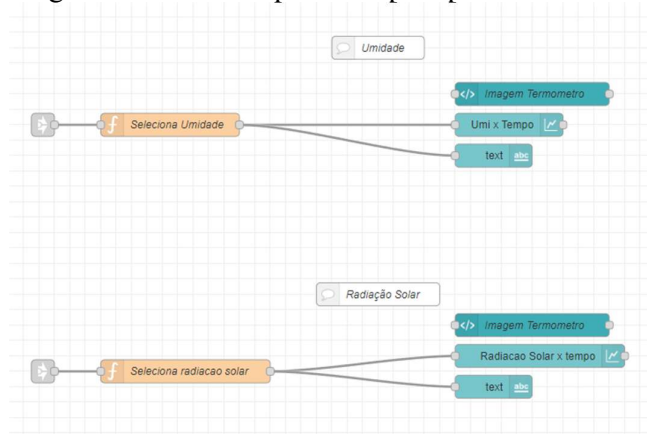 Umidade
</> Imagem Termometro
f Seleciona Umidade
Umi x Tempo
text abc
Radiação Solar
</> Imagem Termometro
Radiacao Solar x tempo
f Seleciona radiacao solar
text abc